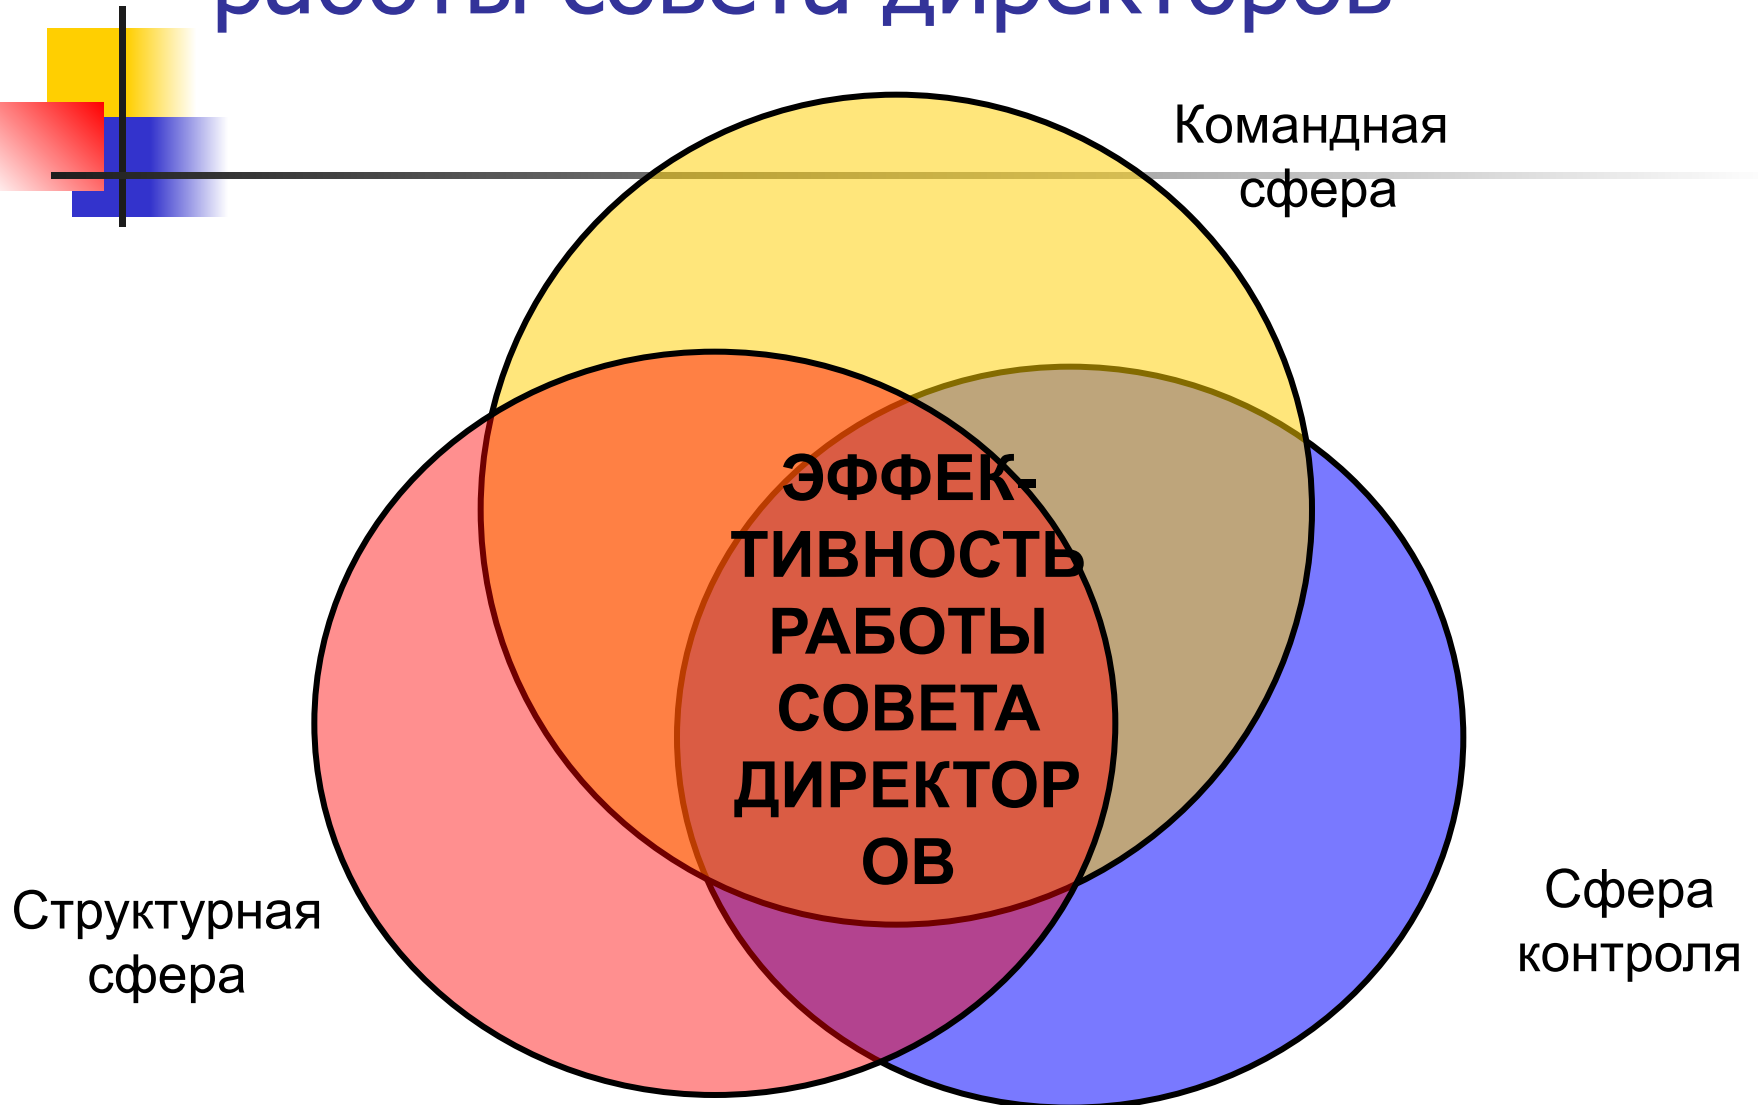 работы совета директоров
Командная
сфера
ЭФФЕК-
ТИВНОСТЬ
РАБОТЫ
СОВЕТА
ДИРЕКТОР
ОВ
Структурная
сфера
Сфера
контроля